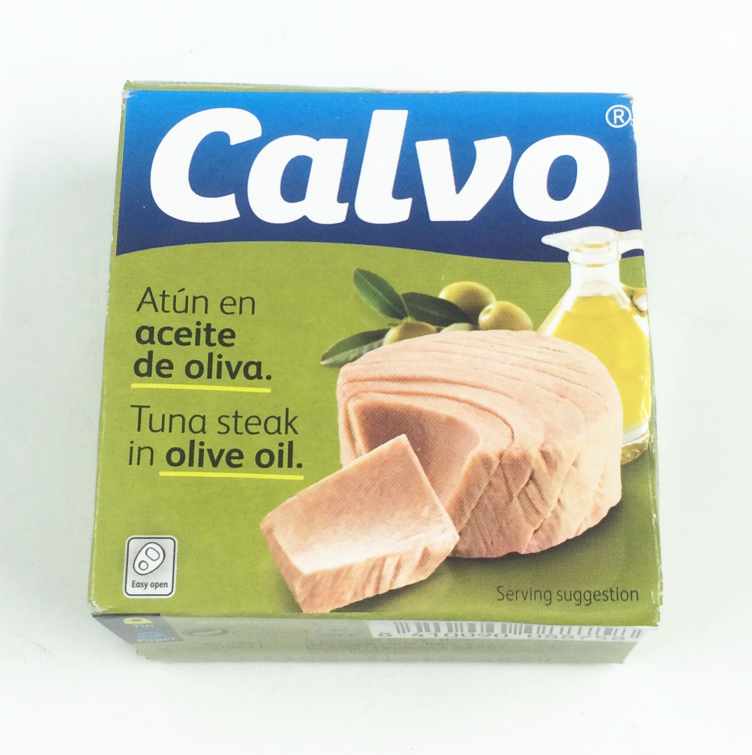 Calvo®
Atún en
aceite
de oliva.
Tuna steak
in olive oil.
Easy open
Serving suggestion